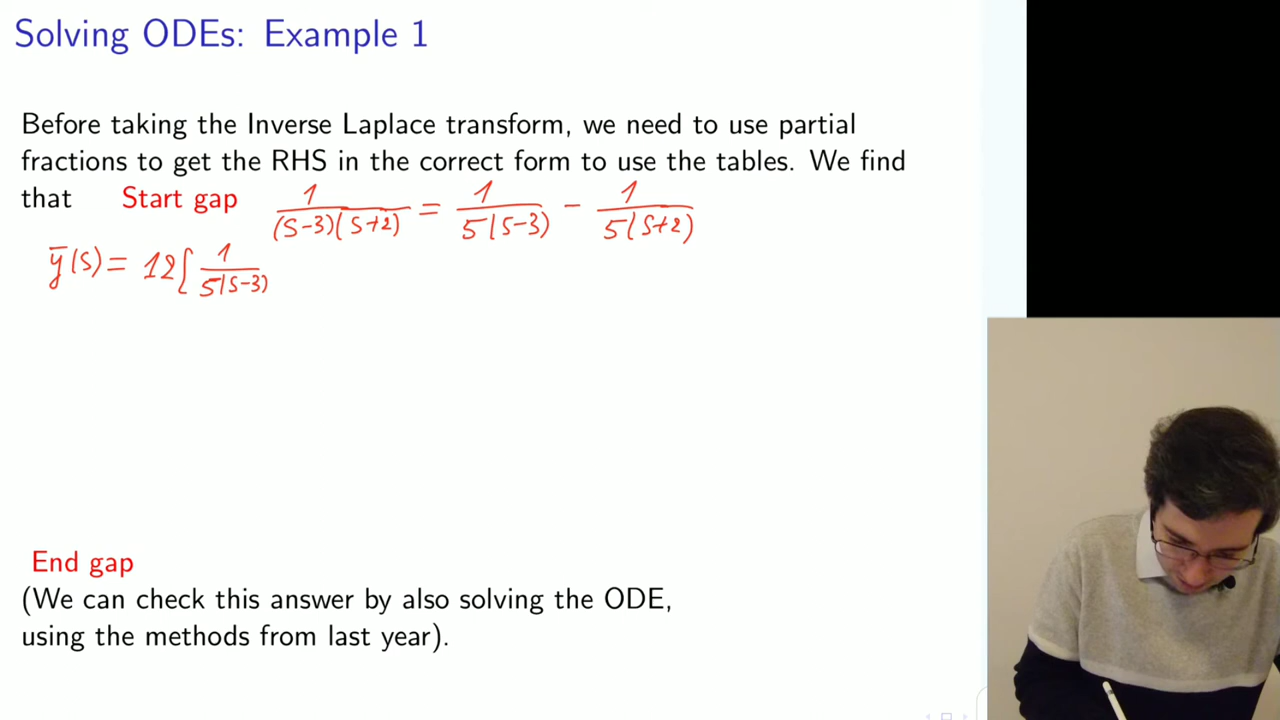 Solving ODEs: Example 1
Before taking the Inverse Laplace transform, we need to use partial
fractions to get the RHS in the correct form to use the tables. We find
that Start gap 1/((s-3)(s+2)) = 1/(5(s-3)) - 1/(5(s+2))
ȳ(s) = 12[ 1/(5(s-3)
End gap
(We can check this answer by also solving the ODE,
using the methods from last year).